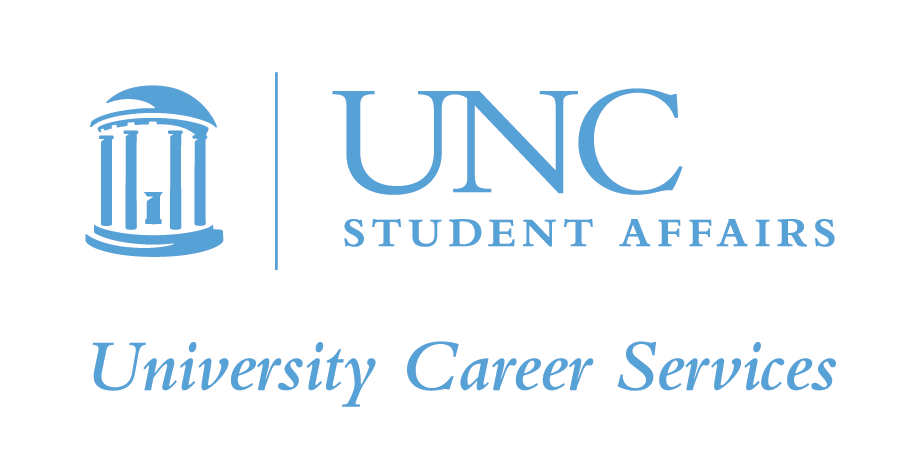 UNC
STUDENT AFFAIRS
University Career Services